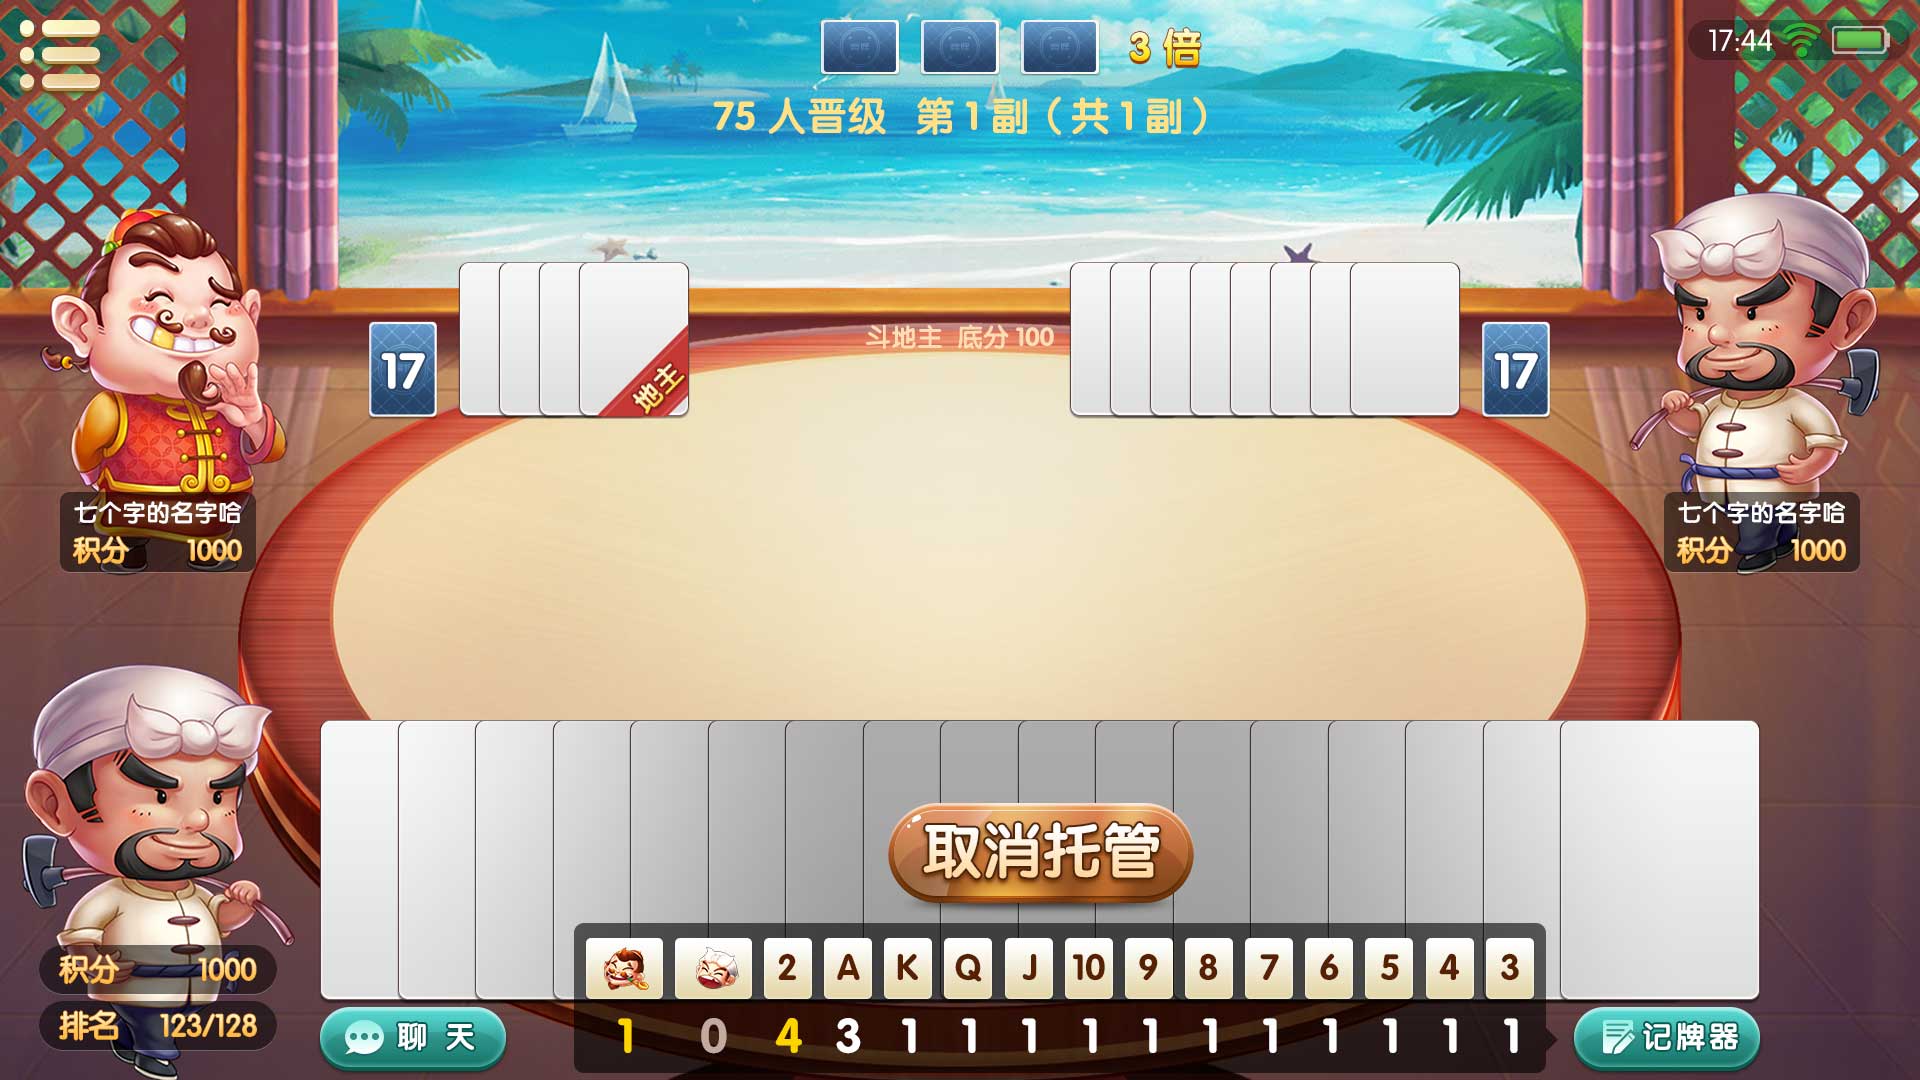 3 倍
17:44
75 人晋级 第 1 副（共 1 副）
斗地主 底分 100
17
地主
17
七个字的名字哈
积分 1000
七个字的名字哈
积分 1000
取消托管
2 A K Q J 10 9 8 7 6 5 4 3
1 0 4 3 1 1 1 1 1 1 1 1 1 1 1
积分 1000
排名 123/128
聊 天
记牌器